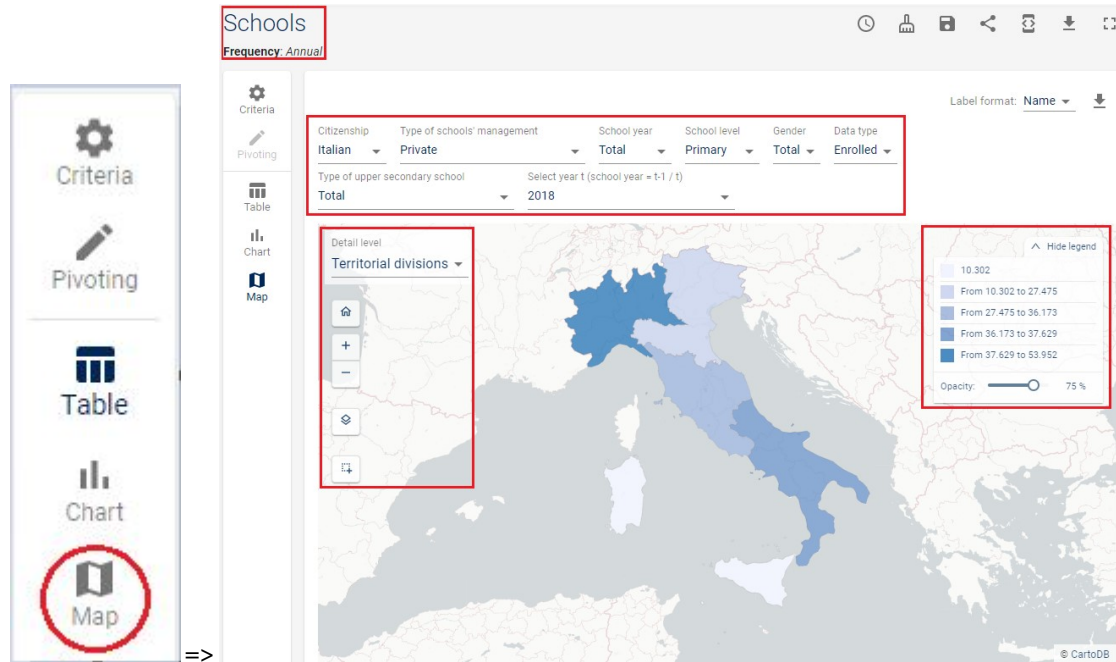 Criteria
Pivoting
Table
Chart
Map
=>
Schools
Frequency: Annual
Criteria
Pivoting
Table
Chart
Map
Label format: Name
Citizenship Type of schools' management School year School level Gender Data type
Italian Private Total Primary Total Enrolled
Type of upper secondary school Select year t (school year = t-1 / t)
Total 2018
Detail level
Territorial divisions
+
−
Hide legend
10.302
From 10.302 to 27.475
From 27.475 to 36.173
From 36.173 to 37.629
From 37.629 to 53.952
Opacity: 75 %
© CartoDB